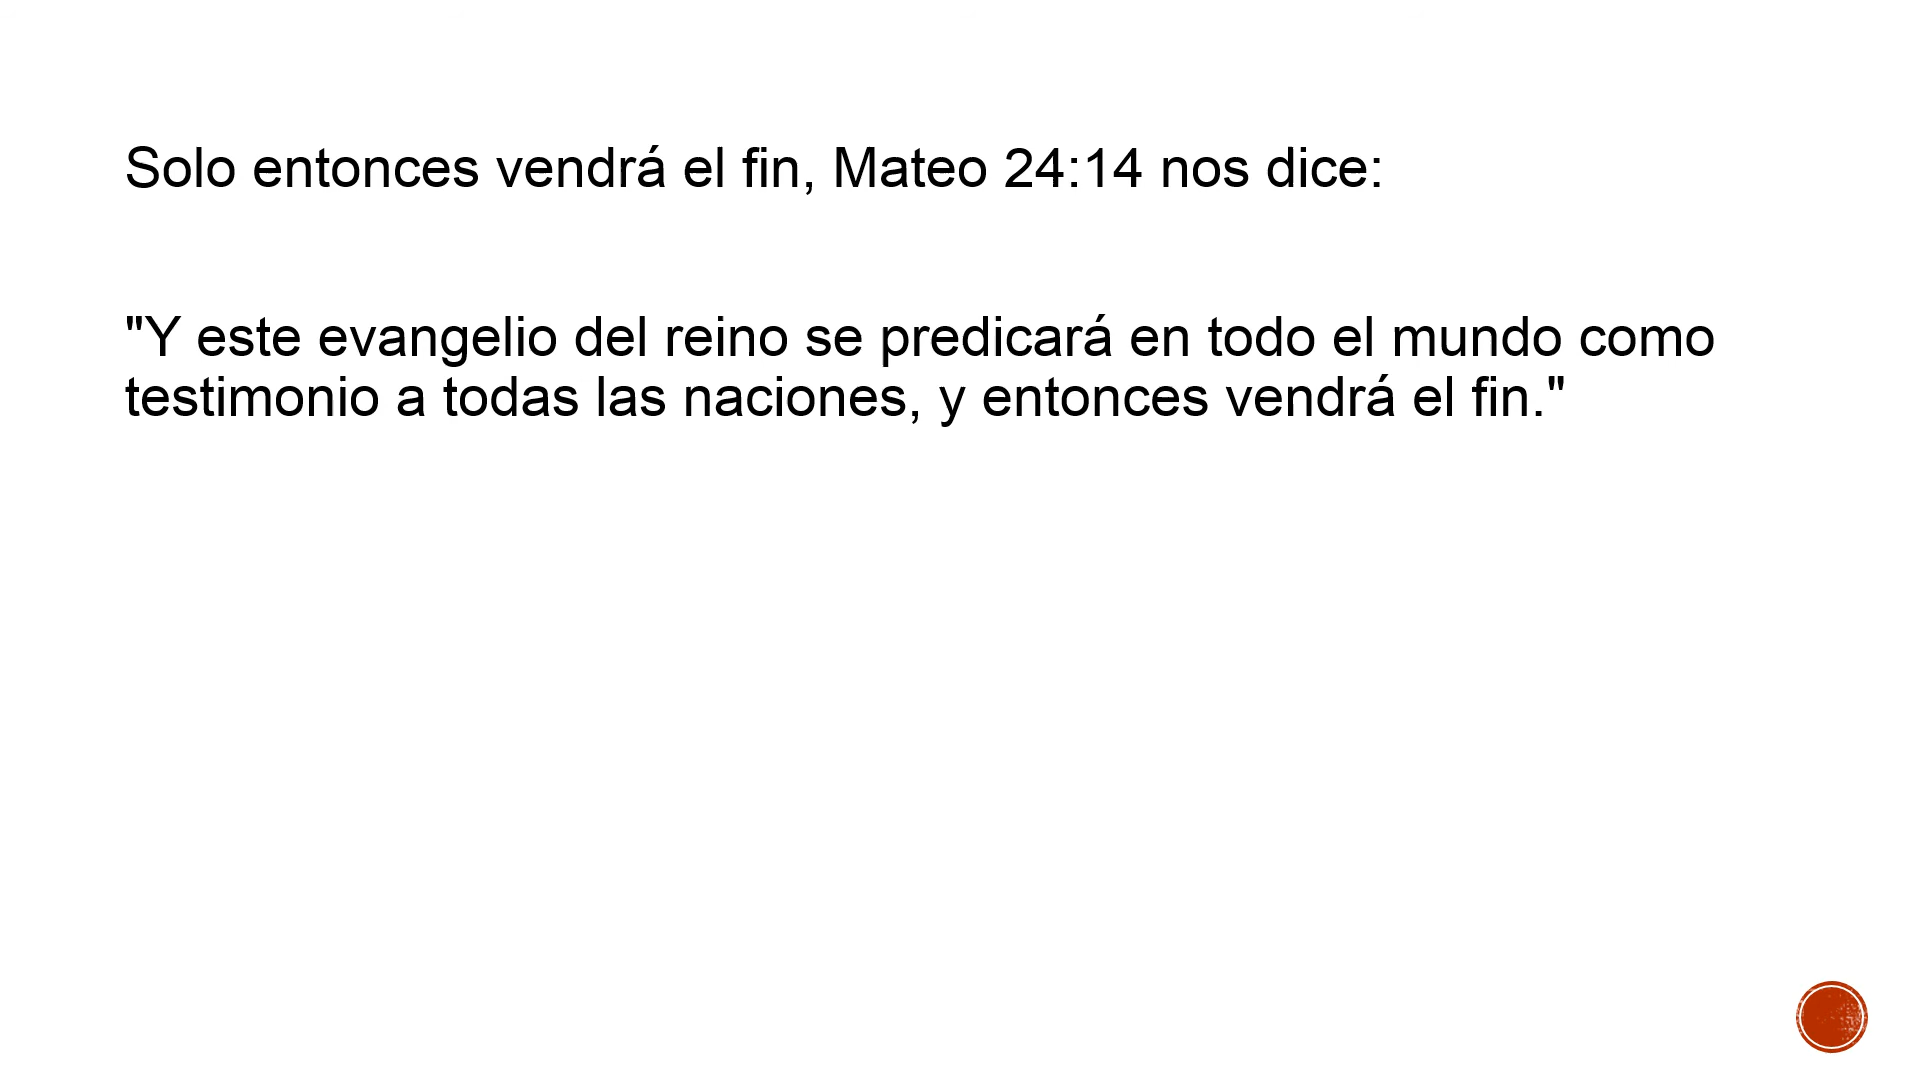 Solo entonces vendrá el fin, Mateo 24:14 nos dice:
"Y este evangelio del reino se predicará en todo el mundo como
testimonio a todas las naciones, y entonces vendrá el fin."